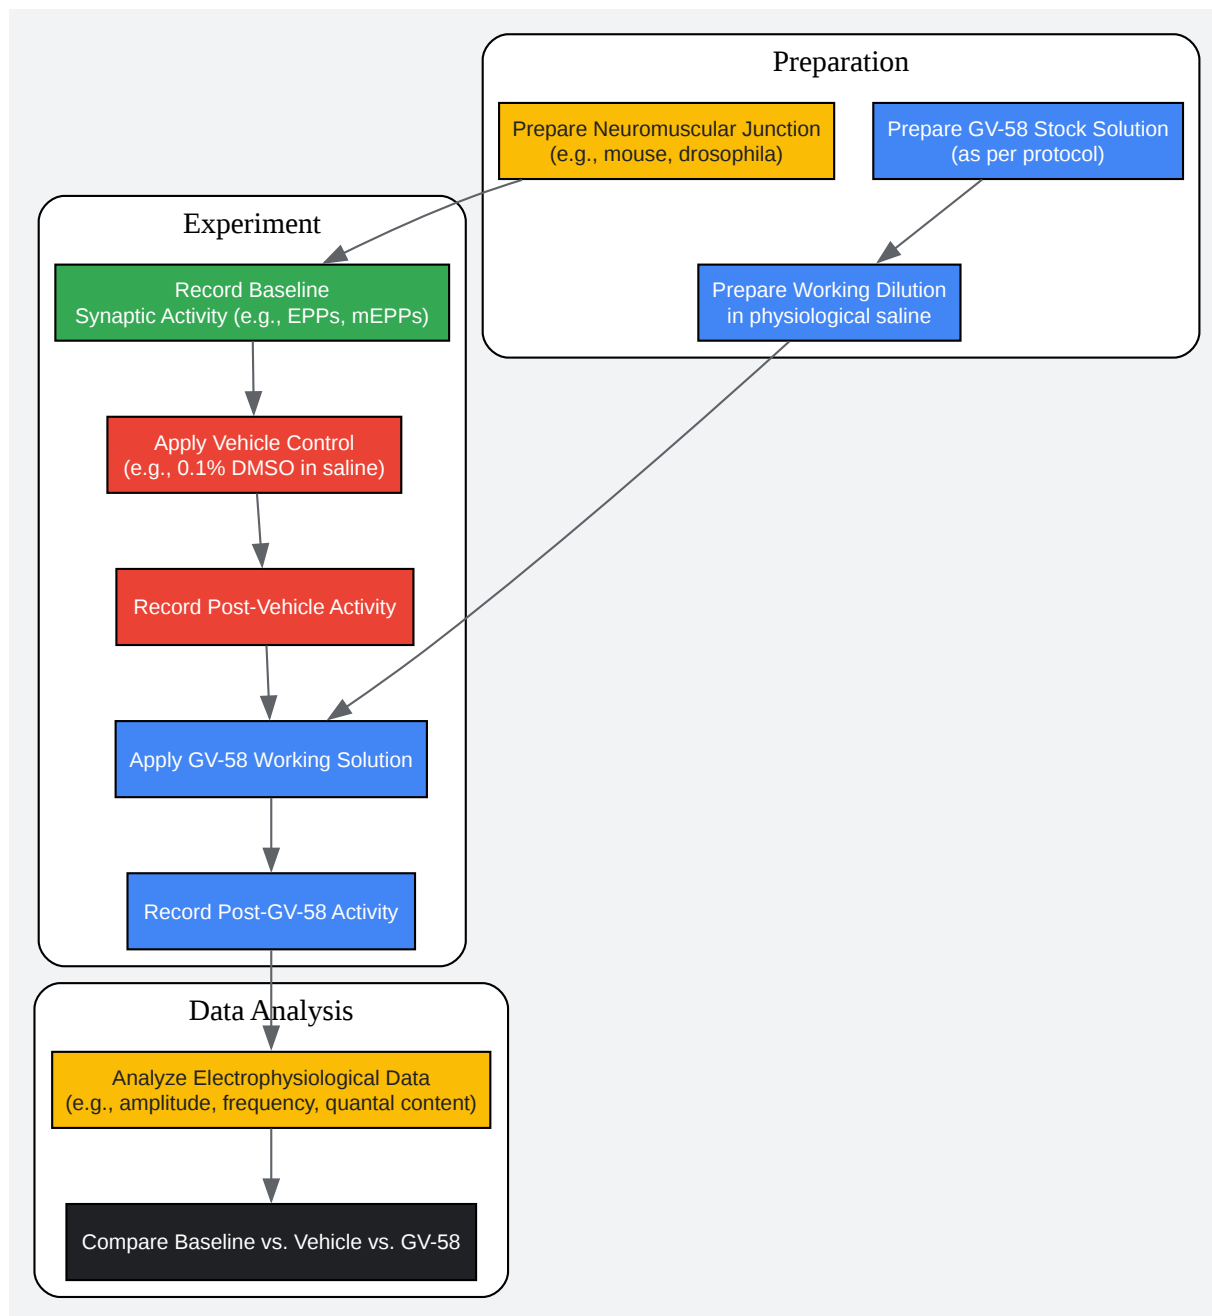 Preparation
Prepare Neuromuscular Junction
(e.g., mouse, drosophila)
Prepare GV-58 Stock Solution
(as per protocol)
Prepare Working Dilution
in physiological saline
Experiment
Record Baseline
Synaptic Activity (e.g., EPPs, mEPPs)
Apply Vehicle Control
(e.g., 0.1% DMSO in saline)
Record Post-Vehicle Activity
Apply GV-58 Working Solution
Record Post-GV-58 Activity
Data Analysis
Analyze Electrophysiological Data
(e.g., amplitude, frequency, quantal content)
Compare Baseline vs. Vehicle vs. GV-58